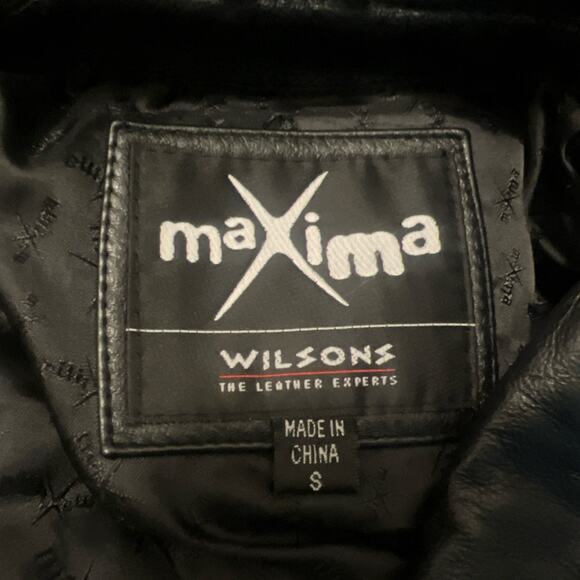 maXima
WILSONS
THE LEATHER EXPERTS
MADE IN
CHINA
S